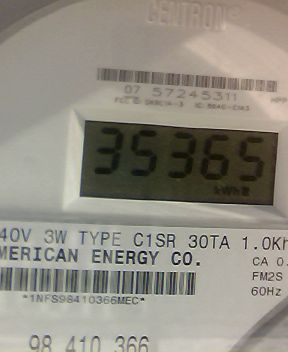 CENTRON®
07 57245311
35365
kWh
40V 3W TYPE C1SR 30TA 1.0Kh
MERICAN ENERGY CO.
CA 0.
FM2S
60Hz
*1NFS98410366MEC*
98 410 366